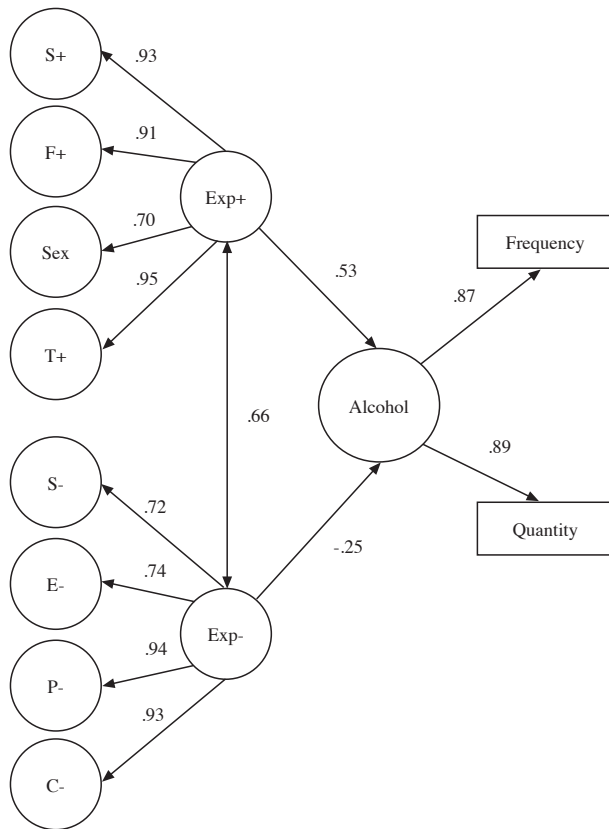 S+
.93
F+
.91
Exp+
Sex
.70
Frequency
.95
.53
.87
T+
Alcohol
.66
.89
S-
.72
Quantity
-.25
E-
.74
Exp-
.94
P-
.93
C-